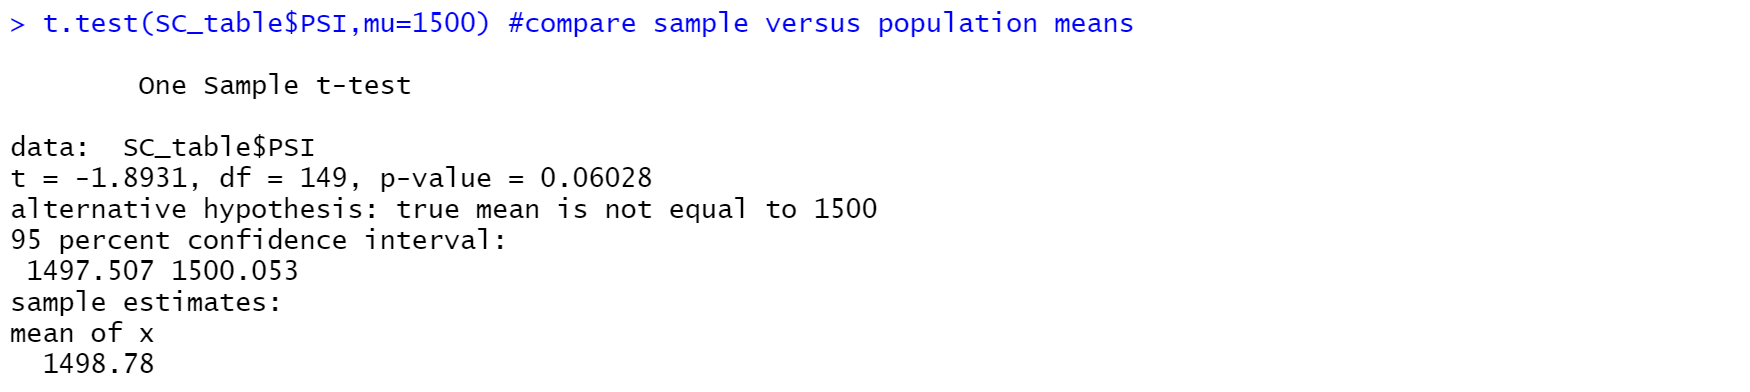 > t.test(SC_table$PSI,mu=1500) #compare sample versus population means
One Sample t-test
data:  SC_table$PSI
t = -1.8931, df = 149, p-value = 0.06028
alternative hypothesis: true mean is not equal to 1500
95 percent confidence interval:
1497.507 1500.053
sample estimates:
mean of x
1498.78